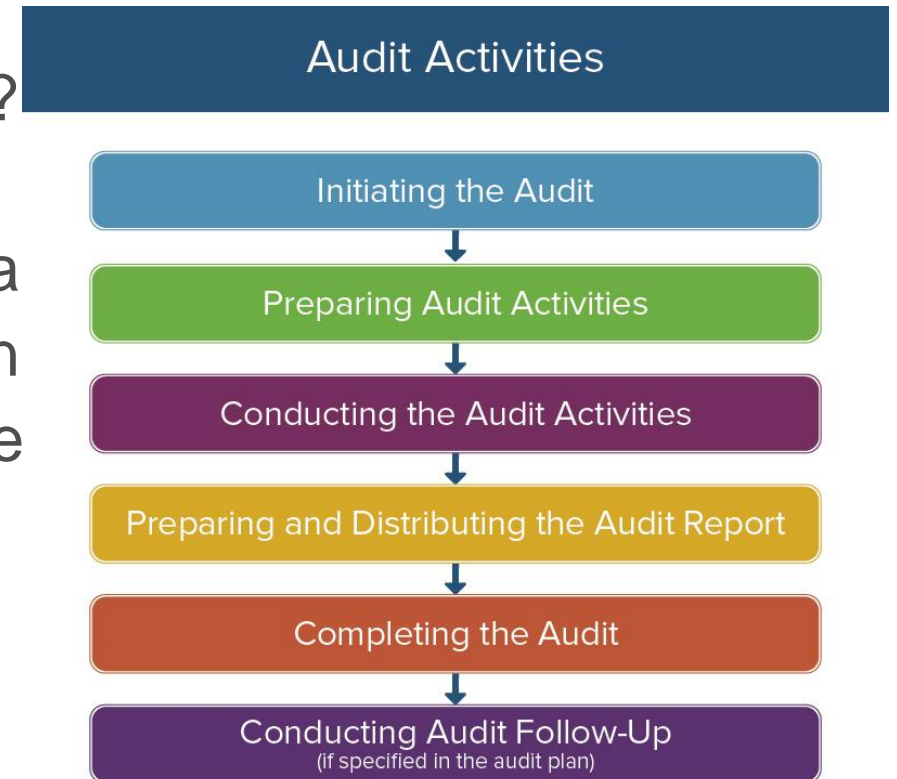 Audit Activities
?
Initiating the Audit
a
Preparing Audit Activities
n
Conducting the Audit Activities
e
Preparing and Distributing the Audit Report
Completing the Audit
Conducting Audit Follow-Up
(if specified in the audit plan)